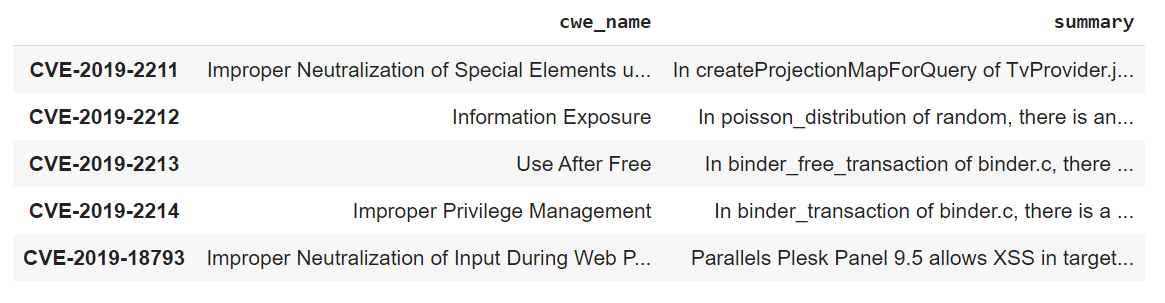 cwe_name summary
CVE-2019-2211 Improper Neutralization of Special Elements u... In createProjectionMapForQuery of TvProvider.j...
CVE-2019-2212 Information Exposure In poisson_distribution of random, there is an...
CVE-2019-2213 Use After Free In binder_free_transaction of binder.c, there ...
CVE-2019-2214 Improper Privilege Management In binder_transaction of binder.c, there is a ...
CVE-2019-18793 Improper Neutralization of Input During Web P... Parallels Plesk Panel 9.5 allows XSS in target...